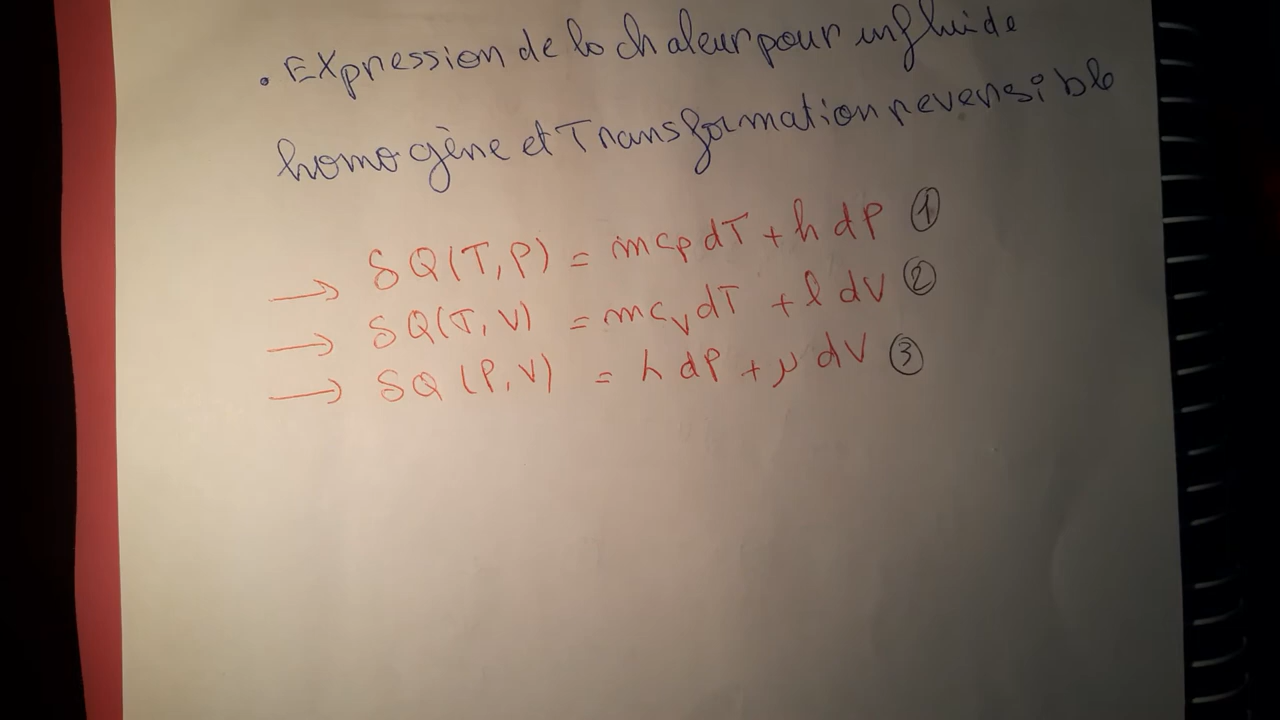 . Expression de la chaleur pour un fluide
homogène et Transformation reversible
→ δQ(T,P) = mcp dT + h dP ①
→ δQ(T,V) = mcv dT + l dV ②
→ δQ (P,V) = h dP + μ dV ③